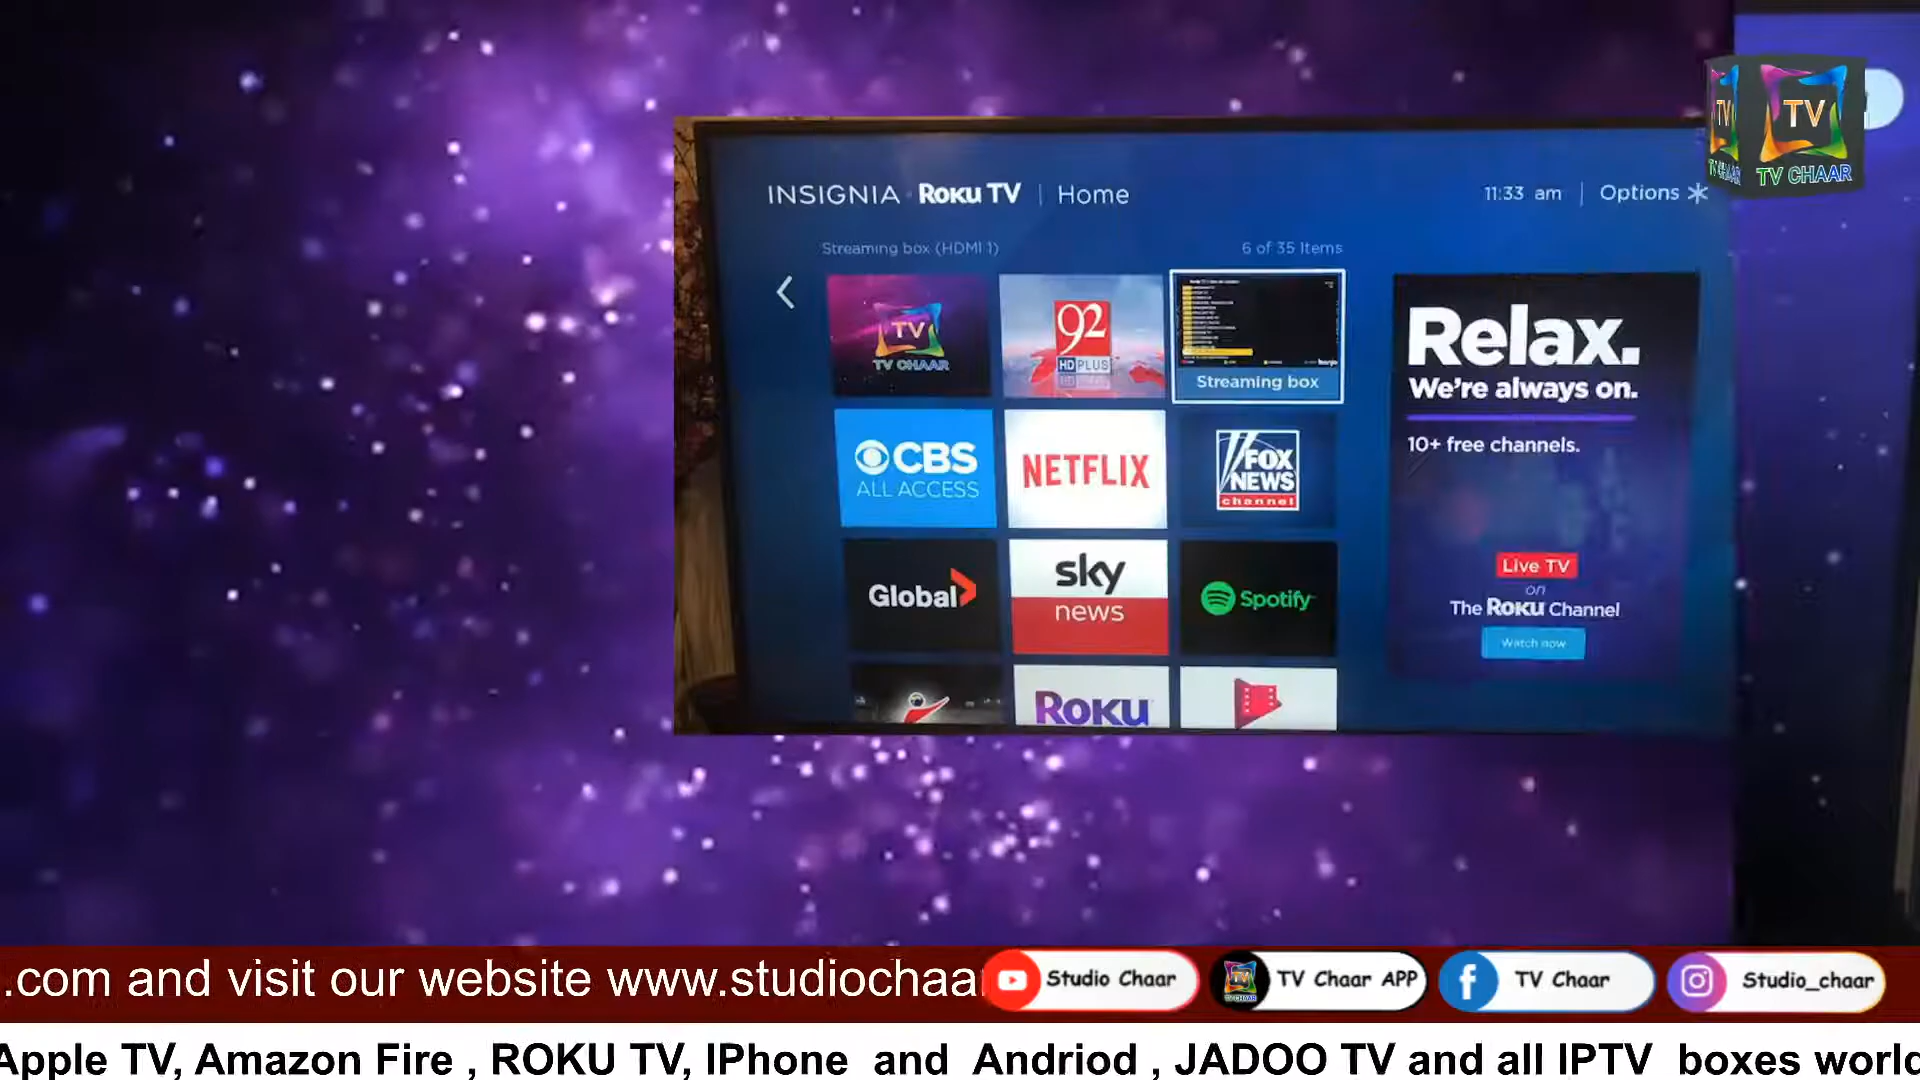 TV
TV
TV CHAAR
INSIGNIA Roku TV | Home
11:33 am | Options
Streaming box (HDMI 1)
6 of 35 Items
TV
TV CHAAR
92
HD PLUS
Streaming box
Relax.
We're always on.
10+ free channels.
CBS
ALL ACCESS
NETFLIX
FOX
NEWS
channel
Global
sky
news
Spotify
Live TV
on
The Roku Channel
Watch now
Roku
.com and visit our website www.studiochaa
Studio Chaar
TV Chaar APP
TV Chaar
Studio_chaar
Apple TV, Amazon Fire , ROKU TV, IPhone and Andriod , JADOO TV and all IPTV boxes world